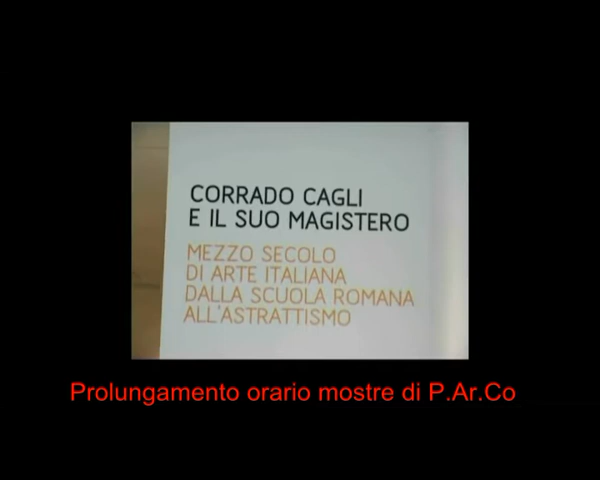 CORRADO CAGLI
E IL SUO MAGISTERO
MEZZO SECOLO
DI ARTE ITALIANA
DALLA SCUOLA ROMANA
ALL'ASTRATTISMO
Prolungamento orario mostre di P.Ar.Co